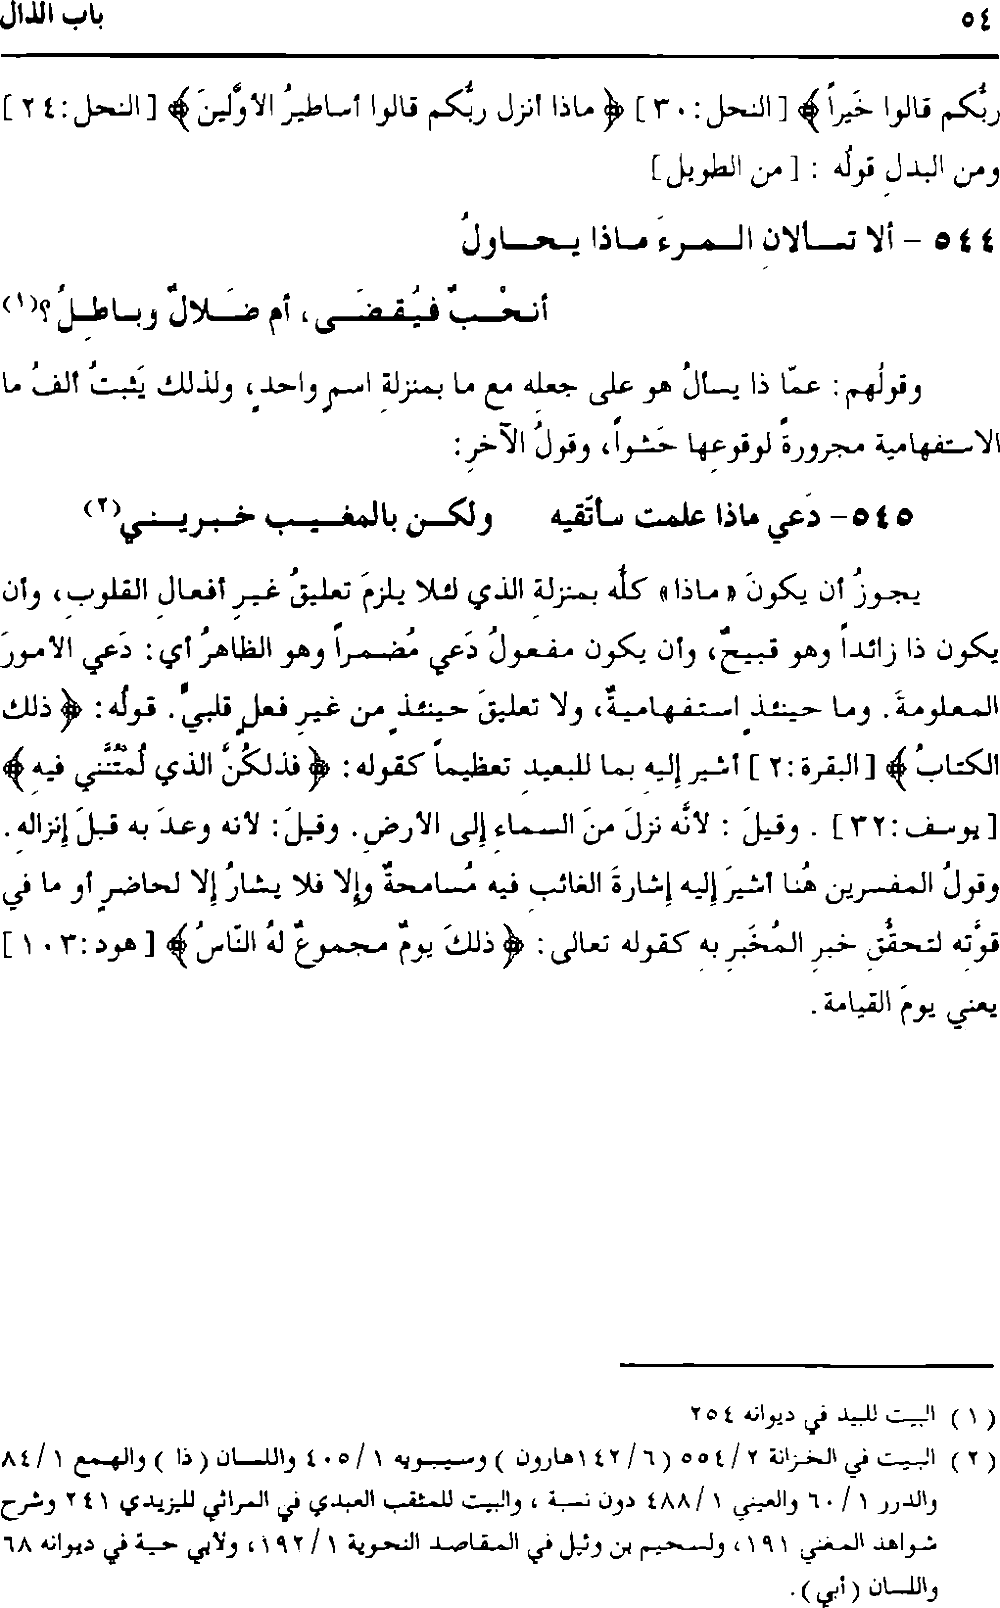 ٥٤ باب الذال
ربُّكم قالوا خَيراً ﴾ [ النحل : ٣٠ ] ﴿ ماذا أنزل ربُّكم قالوا أساطيرُ الأوَّلينَ ﴾ [ النحل : ٢٤ ]
ومن البدلِ قولُه : [ من الطويل ]
٥٤٤ - ألا تسألان المرءَ ماذا يحاولُ
أنحْبٌ فيُقضَى ، أم ضَلالٌ وباطِلُ ؟(١)
وقولُهم : عمّا ذا يسألُ هو على جعلِه مع ما بمنزلةِ اسمٍ واحدٍ ، ولذلك يَثبتُ ألفُ ما
الاستفهامية مجرورةً لوقوعِها حَشواً ، وقولُ الآخرِ :
٥٤٥ - دَعي ماذا علمت سأتَّقيه ولكن بالمغيب خبريني(٢)
يجوزُ أن يكونَ « ماذا » كلُّه بمنزلةِ الذي لئلا يلزمَ تعليقُ غيرِ أفعالِ القلوبِ ، وأن
يكون ذا زائداً وهو قبيحٌ ، وأن يكون مفعولُ دَعي مُضمراً وهو الظاهرُ أي : دَعي الأمورَ
المعلومةَ . وما حينئذٍ استفهاميةٌ ، ولا تعليقَ حينئذٍ من غيرِ فعلٍ قلبيٍّ . قولُه : ﴿ ذلك
الكتابُ ﴾ [ البقرة : ٢ ] أشير إليه بما للبعيدِ تعظيماً كقوله : ﴿ فذلكُنَّ الذي لُمْتُنَّني فيه ﴾
[ يوسف : ٣٢ ] . وقيلَ : لأنَّه نزلَ منَ السماءِ إلى الأرضِ . وقيلَ : لأنه وعدَ به قبلَ إنزالِه .
وقولُ المفسرين هُنا أشيرَ إليه إشارةَ الغائبِ فيه مُسامحةٌ وإلا فلا يشارُ إلا لحاضرٍ أو ما في
قوَّته لتحقُّقِ خبرِ المُخَبرِ به كقوله تعالى : ﴿ ذلكَ يومٌ مجموعٌ لهُ النّاسُ ﴾ [ هود : ١٠٣ ]
يعني يومَ القيامة .
( ١ ) البيت للبيد في ديوانه ٢٥٤
( ٢ ) البيت في الخزانة ٢/ ٥٥٤ ( ٦/ ١٤٢هارون ) وسيبويه ١/ ٤٠٥ واللسان ( ذا ) والهمع ١/ ٨٤
والدرر ١/ ٦٠ والعيني ١/ ٤٨٨ دون نسبة ، والبيت للمثقب العبدي في المراثي لليزيدي ٢٤١ وشرح
شواهد المغني ١٩١ ، ولسحيم بن وثيل في المقاصد النحوية ١/ ١٩٢ ، ولأبي حية في ديوانه ٦٨
واللسان ( أبي ) .